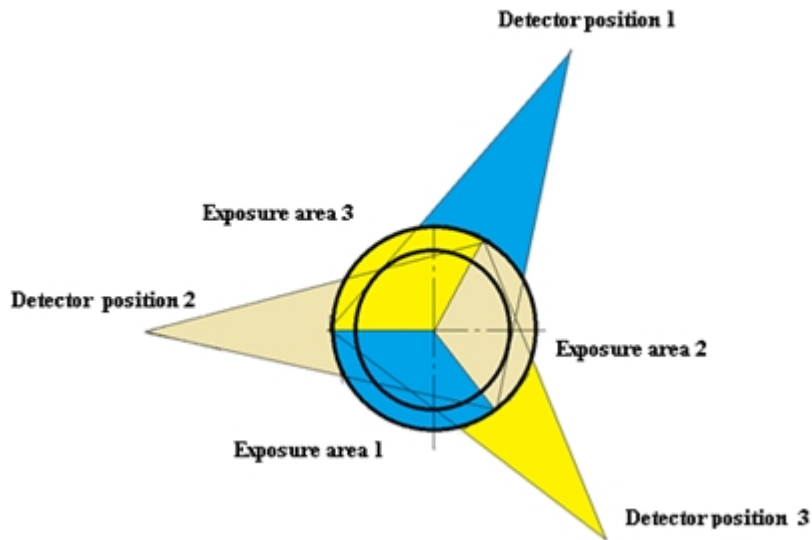 Detector position 1
Exposure area 3
Detector position 2
Exposure area 2
Exposure area 1
Detector position 3